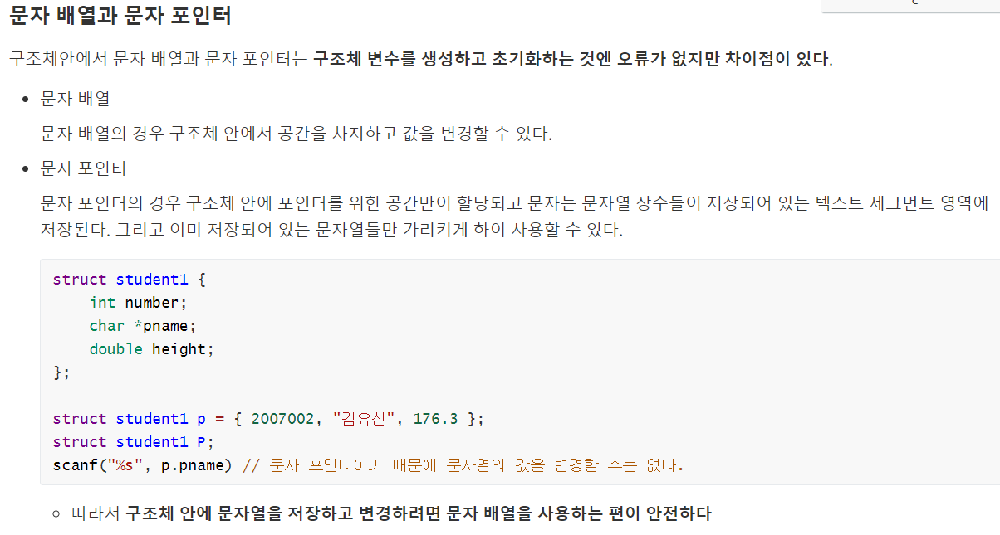 문자 배열과 문자 포인터
구조체안에서 문자 배열과 문자 포인터는 구조체 변수를 생성하고 초기화하는 것엔 오류가 없지만 차이점이 있다.
• 문자 배열
문자 배열의 경우 구조체 안에서 공간을 차지하고 값을 변경할 수 있다.
• 문자 포인터
문자 포인터의 경우 구조체 안에 포인터를 위한 공간만이 할당되고 문자는 문자열 상수들이 저장되어 있는 텍스트 세그먼트 영역에
저장된다. 그리고 이미 저장되어 있는 문자열들만 가리키게 하여 사용할 수 있다.
struct student1 {
    int number;
    char *pname;
    double height;
};
struct student1 p = { 2007002, "김유신", 176.3 };
struct student1 P;
scanf("%s", p.pname) // 문자 포인터이기 때문에 문자열의 값을 변경할 수는 없다.
◦ 따라서 구조체 안에 문자열을 저장하고 변경하려면 문자 배열을 사용하는 편이 안전하다